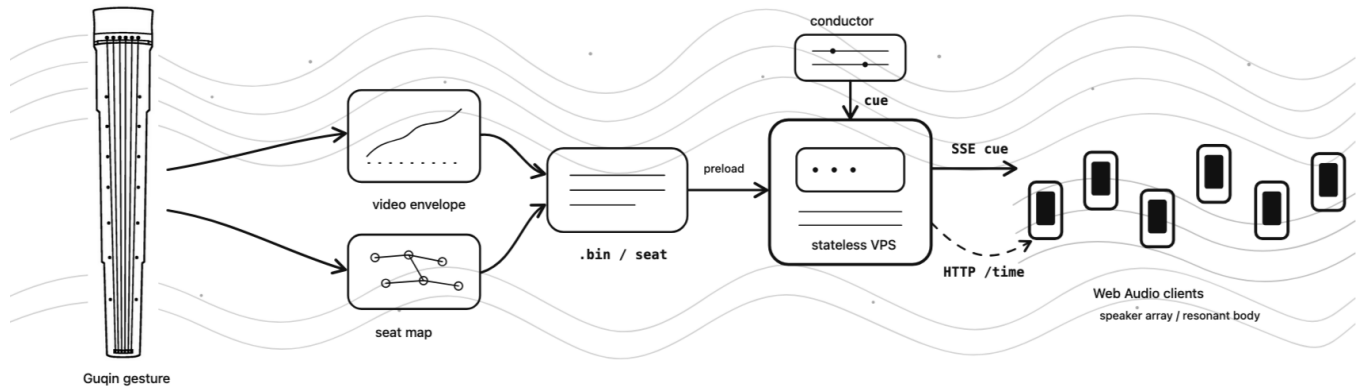 Guqin gesture
video envelope
seat map
.bin / seat
preload
conductor
cue
stateless VPS
SSE cue
HTTP /time
Web Audio clients
speaker array / resonant body